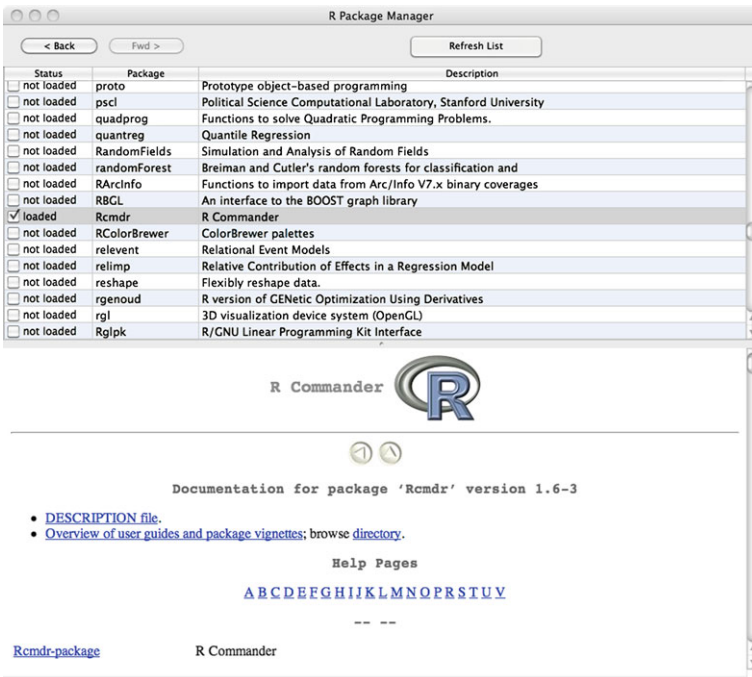 R Package Manager
< Back Fwd > Refresh List
Status Package Description
not loaded proto Prototype object-based programming
not loaded pscl Political Science Computational Laboratory, Stanford University
not loaded quadprog Functions to solve Quadratic Programming Problems.
not loaded quantreg Quantile Regression
not loaded RandomFields Simulation and Analysis of Random Fields
not loaded randomForest Breiman and Cutler's random forests for classification and
not loaded RArcInfo Functions to import data from Arc/Info V7.x binary coverages
not loaded RBGL An interface to the BOOST graph library
loaded Rcmdr R Commander
not loaded RColorBrewer ColorBrewer palettes
not loaded relevent Relational Event Models
not loaded relimp Relative Contribution of Effects in a Regression Model
not loaded reshape Flexibly reshape data.
not loaded rgenoud R version of GENetic Optimization Using Derivatives
not loaded rgl 3D visualization device system (OpenGL)
not loaded Rglpk R/GNU Linear Programming Kit Interface
R Commander R
Documentation for package ‘Rcmdr’ version 1.6-3
• DESCRIPTION file.
• Overview of user guides and package vignettes; browse directory.
Help Pages
A B C D E F G H I J K L M N O P R S T U V
-- --
Rcmdr-package R Commander